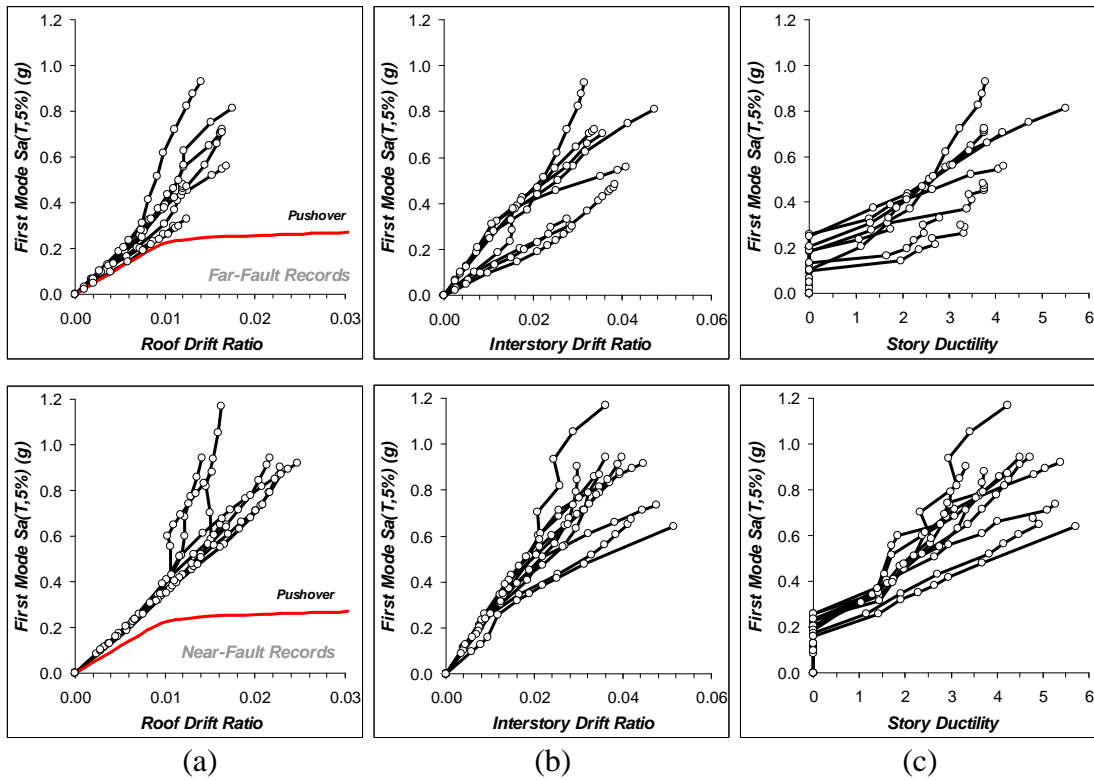 First Mode Sa(T,5%) (g)
1.2
1.0
0.8
0.6
0.4
0.2
0.0
Pushover
Far-Fault Records
0.00 0.01 0.02 0.03
Roof Drift Ratio
First Mode Sa(T,5%) (g)
1.2
1.0
0.8
0.6
0.4
0.2
0.0
0.00 0.02 0.04 0.06
Interstory Drift Ratio
First Mode Sa(T,5%) (g)
1.2
1.0
0.8
0.6
0.4
0.2
0.0
0 1 2 3 4 5 6
Story Ductility
First Mode Sa(T,5%) (g)
1.2
1.0
0.8
0.6
0.4
0.2
0.0
Pushover
Near-Fault Records
0.00 0.01 0.02 0.03
Roof Drift Ratio
First Mode Sa(T,5%) (g)
1.2
1.0
0.8
0.6
0.4
0.2
0.0
0.00 0.02 0.04 0.06
Interstory Drift Ratio
First Mode Sa(T,5%) (g)
1.2
1.0
0.8
0.6
0.4
0.2
0.0
0 1 2 3 4 5 6
Story Ductility
(a) (b) (c)